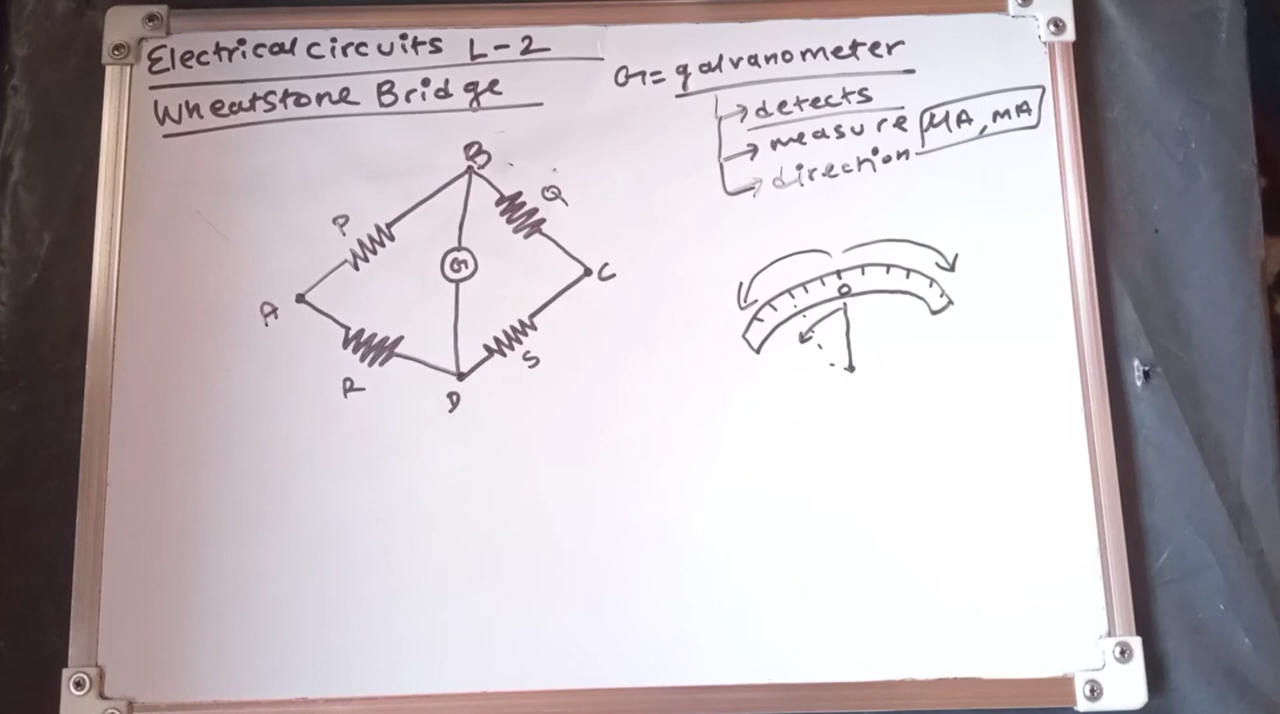 Electrical circuits L-2
Wheatstone Bridge
G = galvanometer
→ detects
→ measure μA, mA
→ direction
B
P
Q
G
A
C
R
S
D
0